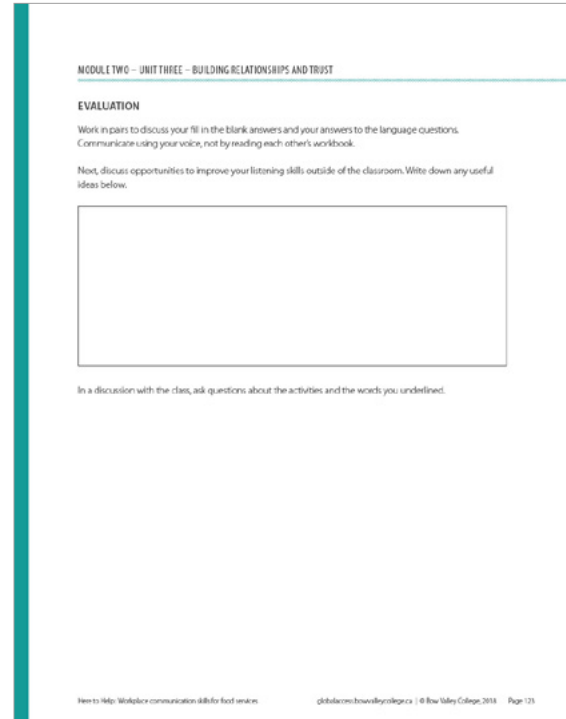 MODULE TWO – UNIT THREE – BUILDING RELATIONSHIPS AND TRUST
EVALUATION
Work in pairs to discuss your fill in the blank answers and your answers to the language questions.
Communicate using your voice, not by reading each other's workbook.
Next, discuss opportunities to improve your listening skills outside of the classroom. Write down any useful
ideas below.
In a discussion with the class, ask questions about the activities and the words you underlined.
Here to Help: Workplace communication skills for food services globalaccess.bowvalleycollege.ca | © Bow Valley College, 2018 Page 125